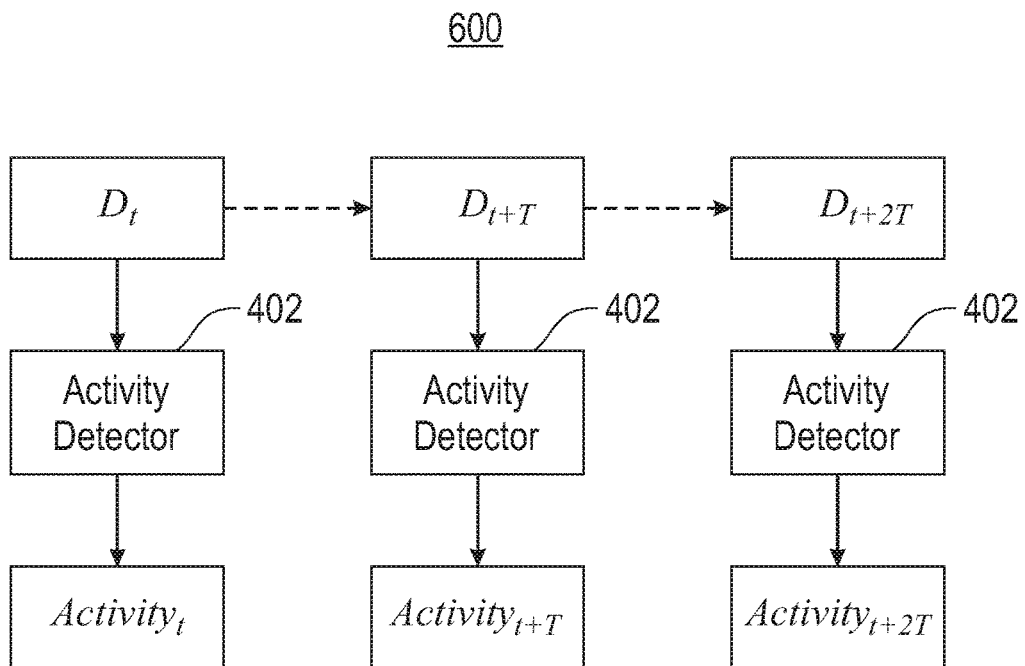 600
D_t
D_{t+T}
D_{t+2T}
402
402
402
Activity
Detector
Activity
Detector
Activity
Detector
Activity_t
Activity_{t+T}
Activity_{t+2T}